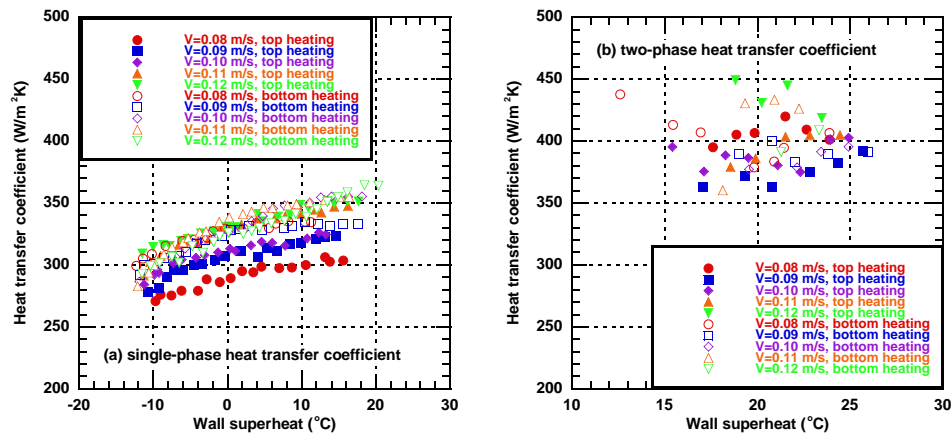 500
450
400
350
300
250
200
Heat transfer coefficient (W/m²K)
V=0.08 m/s, top heating
V=0.09 m/s, top heating
V=0.10 m/s, top heating
V=0.11 m/s, top heating
V=0.12 m/s, top heating
V=0.08 m/s, bottom heating
V=0.09 m/s, bottom heating
V=0.10 m/s, bottom heating
V=0.11 m/s, bottom heating
V=0.12 m/s, bottom heating
(a) single-phase heat transfer coefficient
-20 -10 0 10 20 30
Wall superheat (°C)
500
450
400
350
300
250
200
Heat transfer coefficient (W/m²K)
(b) two-phase heat transfer coefficient
V=0.08 m/s, top heating
V=0.09 m/s, top heating
V=0.10 m/s, top heating
V=0.11 m/s, top heating
V=0.12 m/s, top heating
V=0.08 m/s, bottom heating
V=0.09 m/s, bottom heating
V=0.10 m/s, bottom heating
V=0.11 m/s, bottom heating
V=0.12 m/s, bottom heating
10 15 20 25 30
Wall superheat (°C)